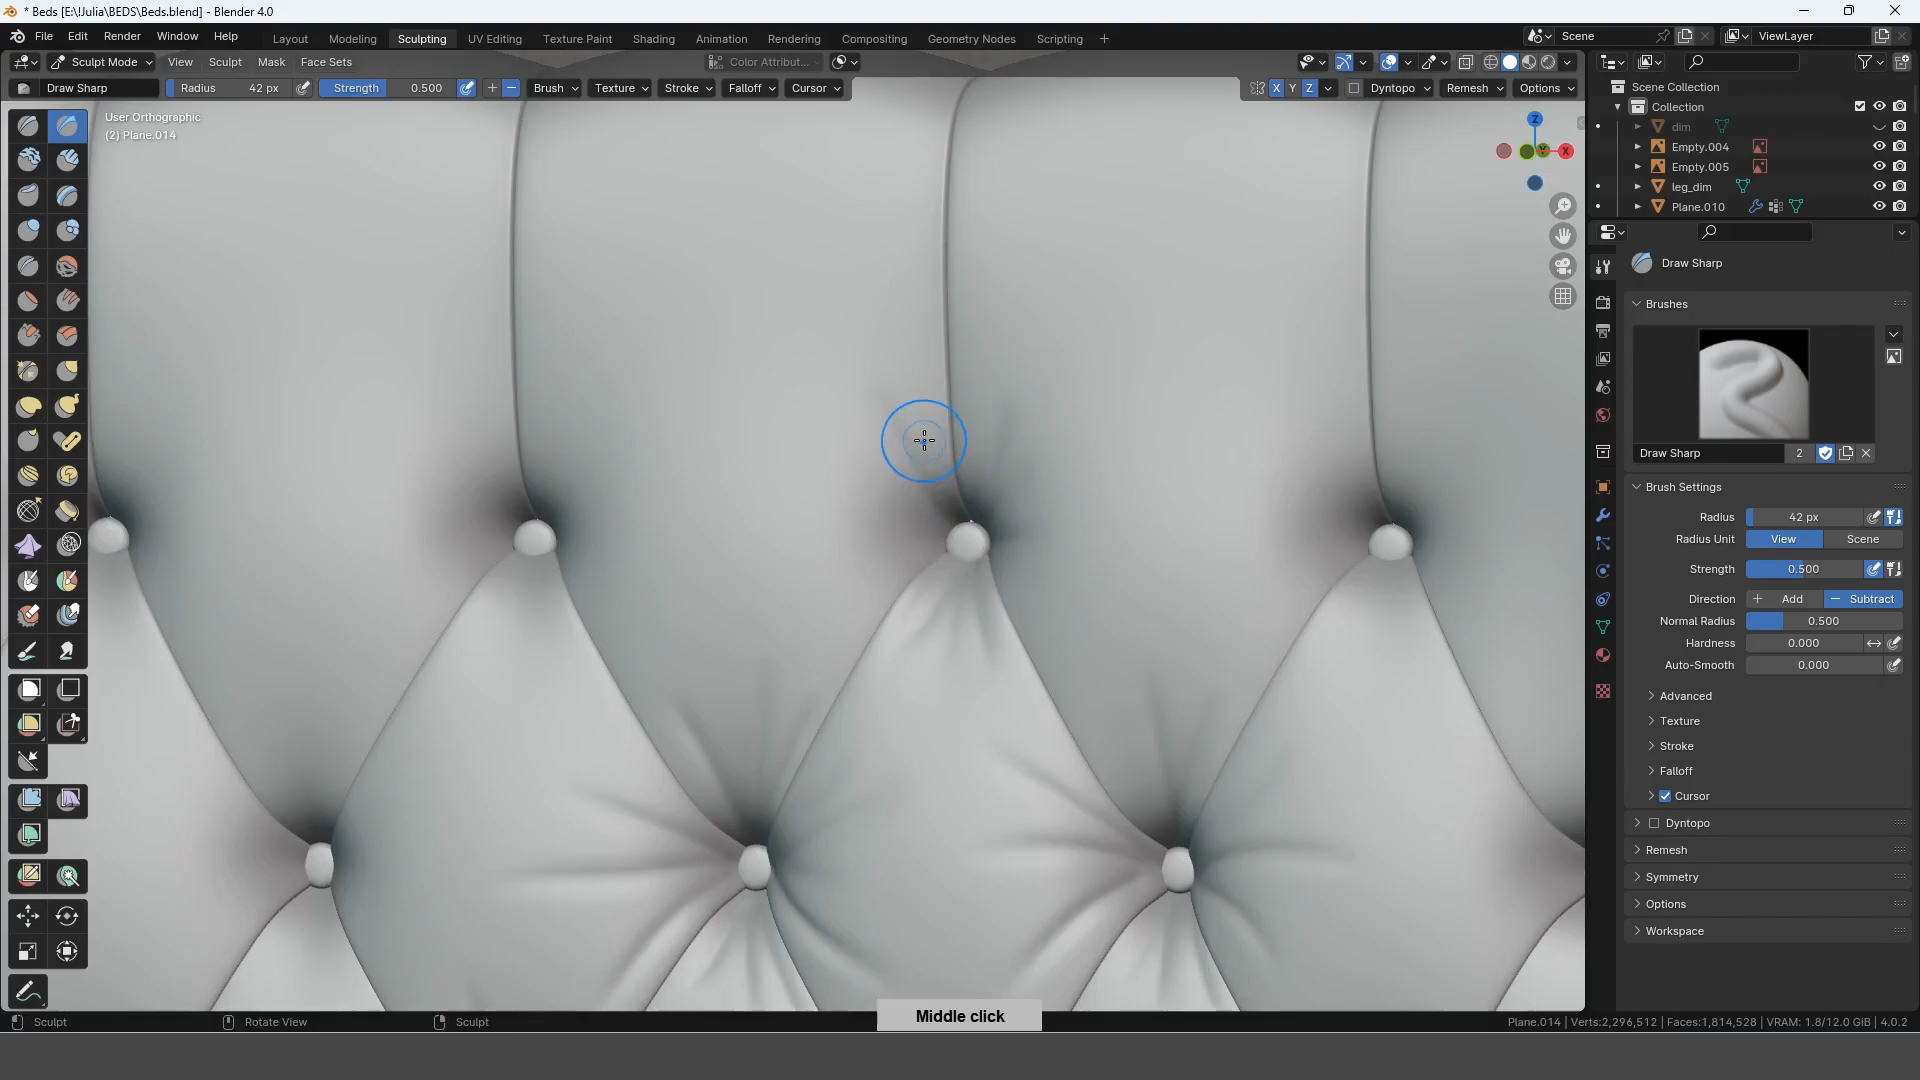 * Beds [E:\!Julia\BEDS\Beds.blend] - Blender 4.0
File Edit Render Window Help
Layout Modeling Sculpting UV Editing Texture Paint Shading Animation Rendering Compositing Geometry Nodes Scripting +
Scene
ViewLayer
Sculpt Mode View Sculpt Mask Face Sets
Color Attribut...
Draw Sharp Radius 42 px Strength 0.500 Brush Texture Stroke Falloff Cursor
X Y Z Dyntopo Remesh Options
User Orthographic
(2) Plane.014
Z
Y
X
Scene Collection
Collection
dim
Empty.004
Empty.005
leg_dim
Plane.010
Draw Sharp
Brushes
Draw Sharp 2
Brush Settings
Radius 42 px
Radius Unit View Scene
Strength 0.500
Direction + Add − Subtract
Normal Radius 0.500
Hardness 0.000
Auto-Smooth 0.000
Advanced
Texture
Stroke
Falloff
Cursor
Dyntopo
Remesh
Symmetry
Options
Workspace
Middle click
Sculpt Rotate View Sculpt
Plane.014 | Verts:2,296,512 | Faces:1,814,528 | VRAM: 1.8/12.0 GiB | 4.0.2